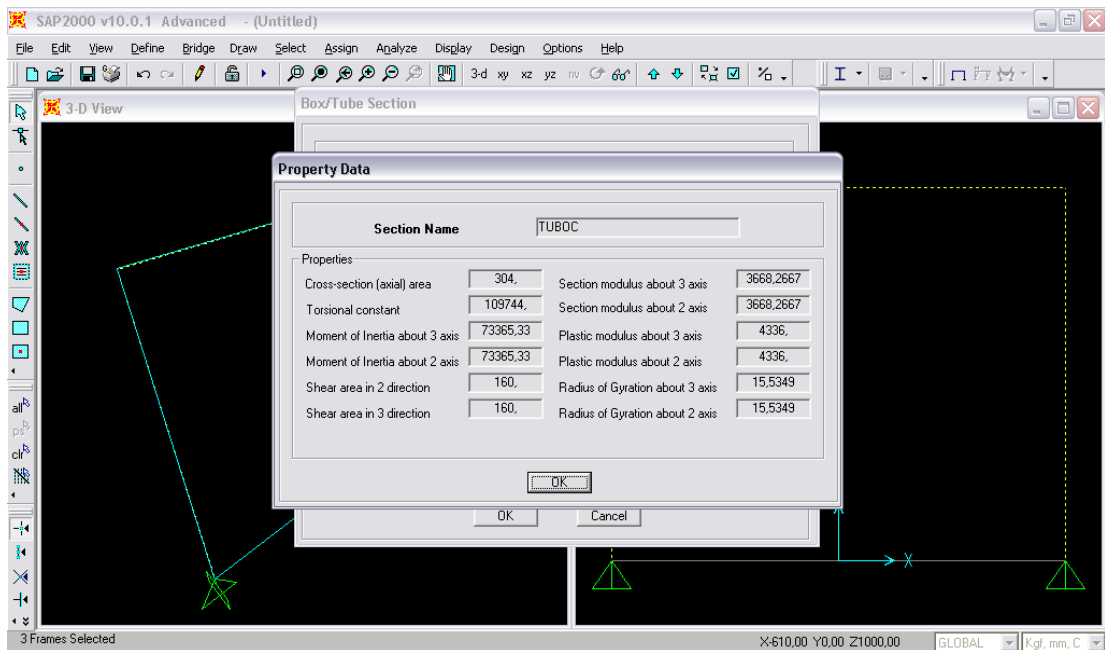 SAP2000 v10.0.1 Advanced - (Untitled)
File Edit View Define Bridge Draw Select Assign Analyze Display Design Options Help
3-d xy xz yz nv
3-D View
Box/Tube Section
Property Data
Section Name TUBOC
Properties
Cross-section (axial) area 304, Section modulus about 3 axis 3668,2667
Torsional constant 109744, Section modulus about 2 axis 3668,2667
Moment of Inertia about 3 axis 73365,33 Plastic modulus about 3 axis 4336,
Moment of Inertia about 2 axis 73365,33 Plastic modulus about 2 axis 4336,
Shear area in 2 direction 160, Radius of Gyration about 3 axis 15,5349
Shear area in 3 direction 160, Radius of Gyration about 2 axis 15,5349
all
ps
clr
OK
OK Cancel
X
3 Frames Selected X-610,00 Y0,00 Z1000,00 GLOBAL Kgf, mm, C